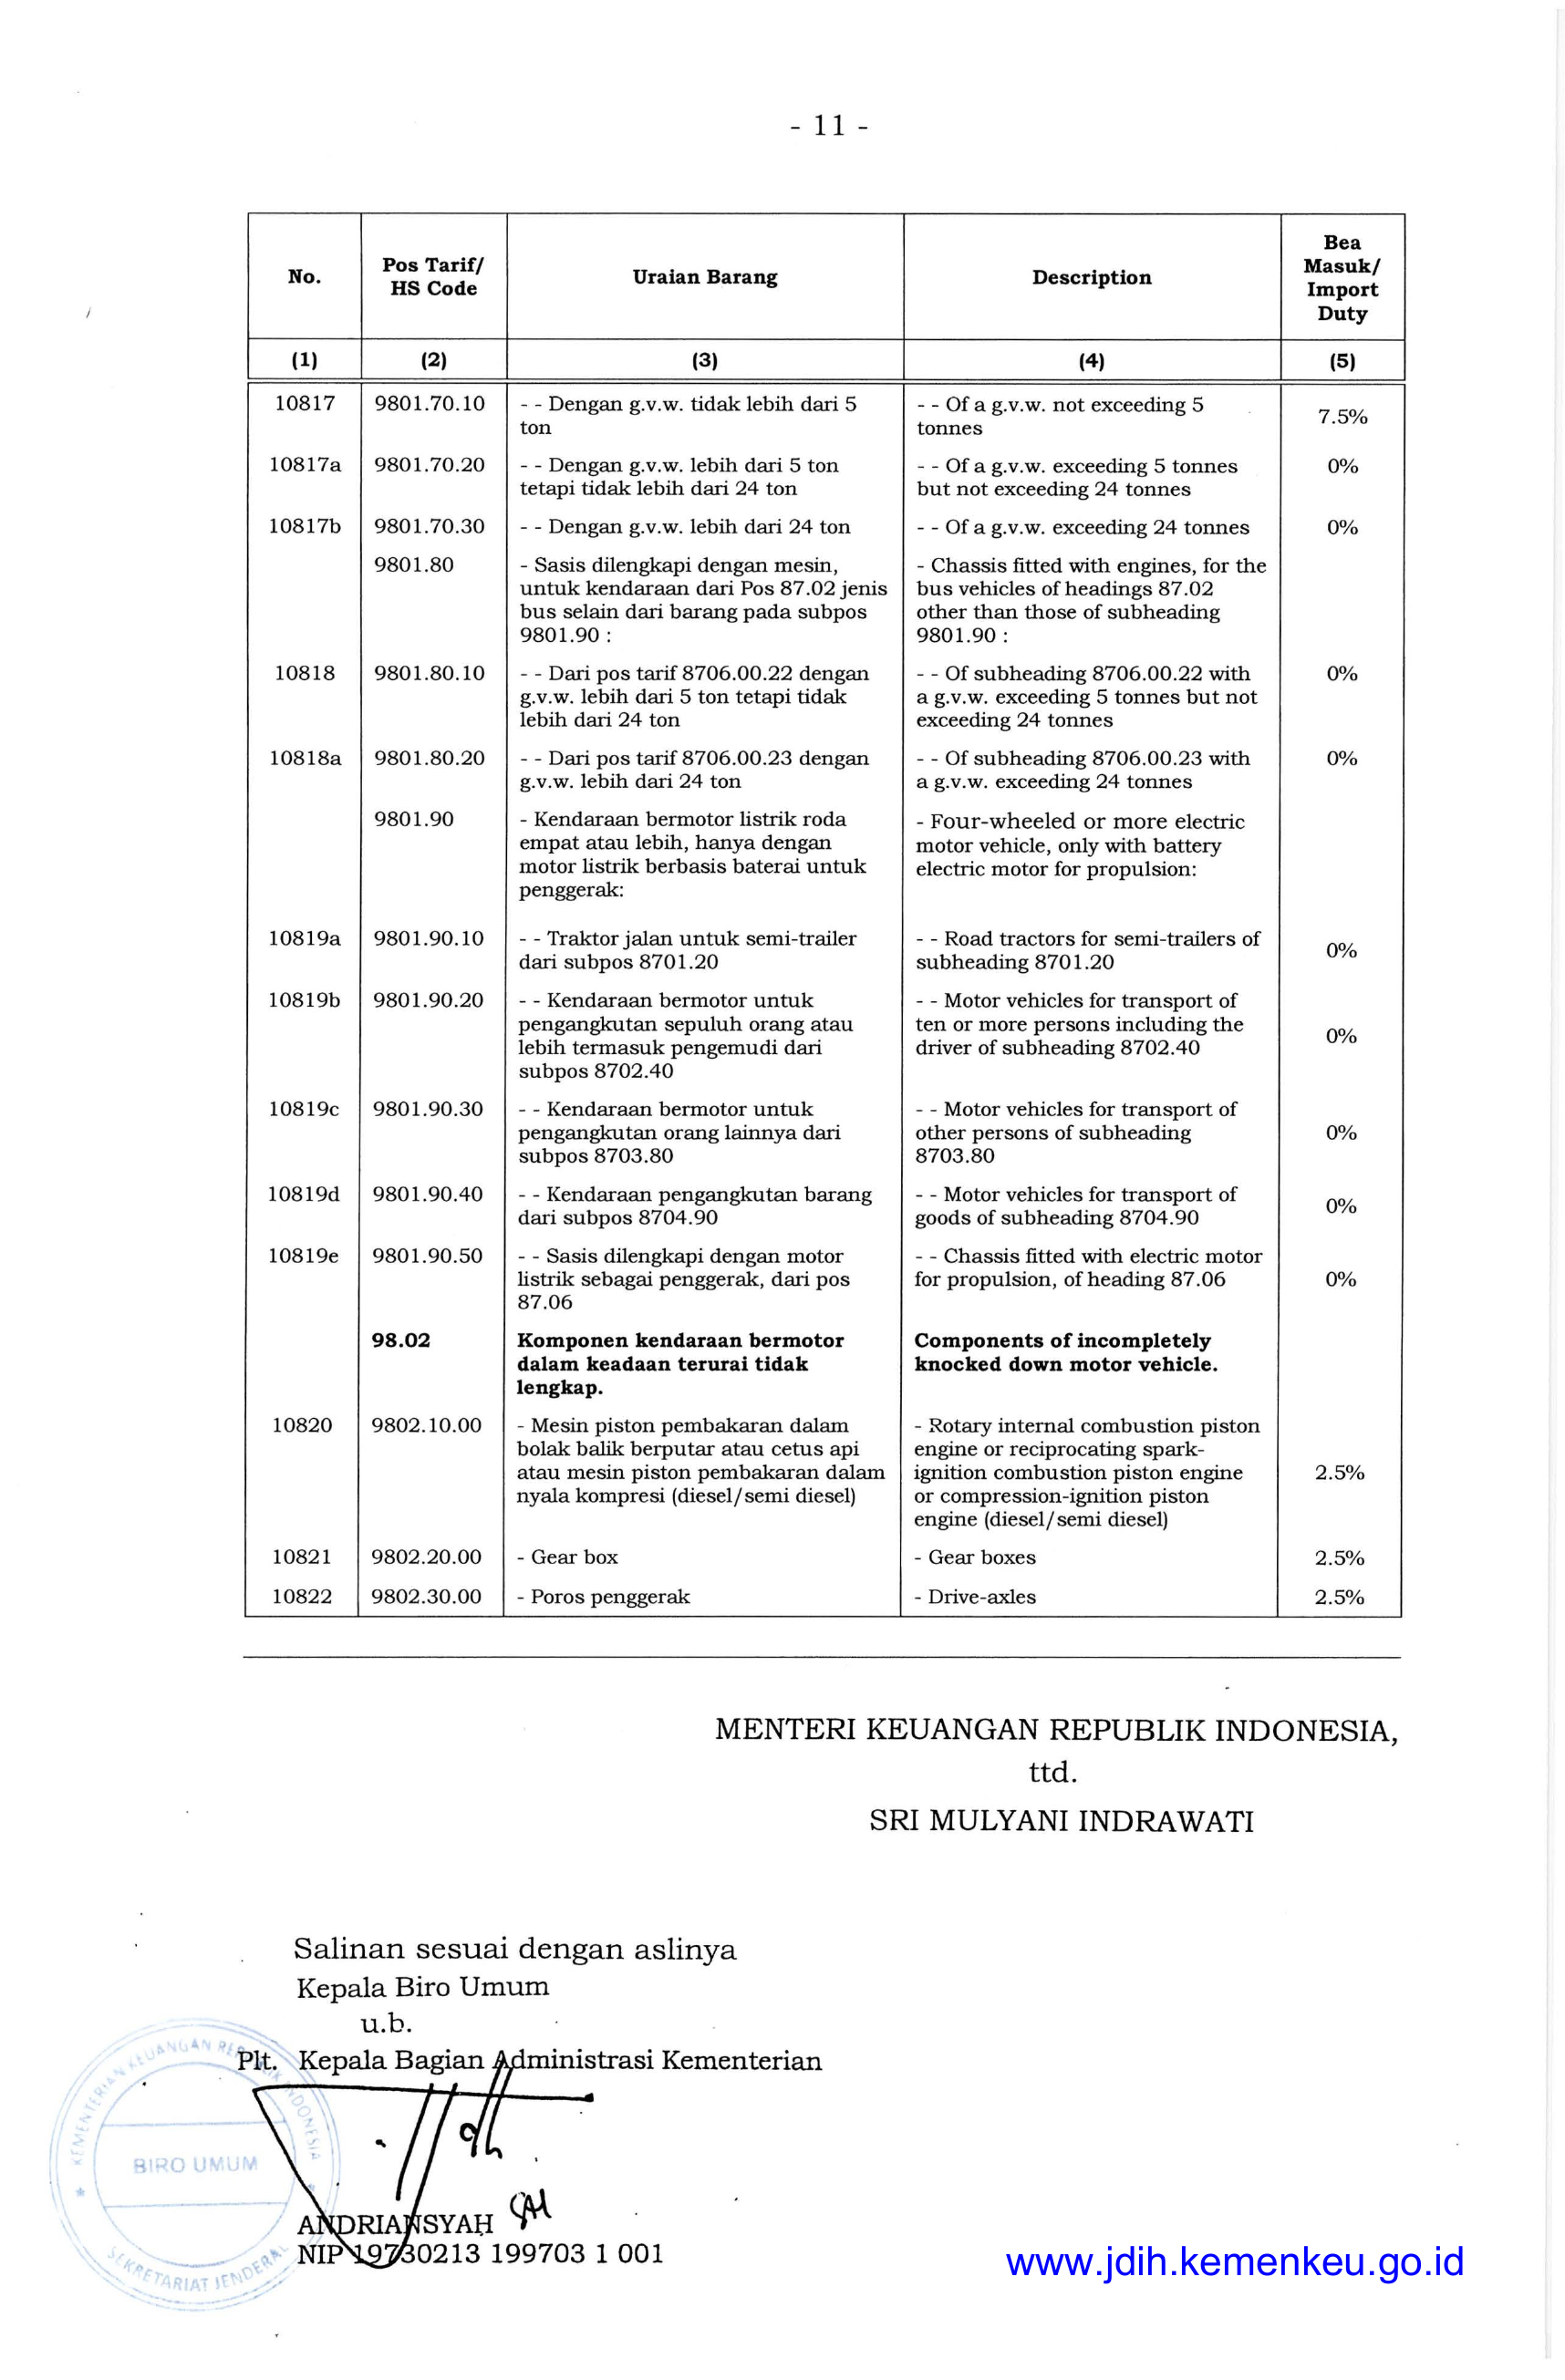 - 11 -
No.
Pos Tarif/
HS Code
Uraian Barang
Description
Bea
Masuk/
Import
Duty
(1)
(2)
(3)
(4)
(5)
10817
9801.70.10
- - Dengan g.v.w. tidak lebih dari 5
ton
- - Of a g.v.w. not exceeding 5
tonnes
7.5%
10817a
9801.70.20
- - Dengan g.v.w. lebih dari 5 ton
tetapi tidak lebih dari 24 ton
- - Of a g.v.w. exceeding 5 tonnes
but not exceeding 24 tonnes
0%
10817b
9801.70.30
- - Dengan g.v.w. lebih dari 24 ton
- - Of a g.v.w. exceeding 24 tonnes
0%
9801.80
- Sasis dilengkapi dengan mesin,
untuk kendaraan dari Pos 87.02 jenis
bus selain dari barang pada subpos
9801.90 :
- Chassis fitted with engines, for the
bus vehicles of headings 87.02
other than those of subheading
9801.90 :
10818
9801.80.10
- - Dari pos tarif 8706.00.22 dengan
g.v.w. lebih dari 5 ton tetapi tidak
lebih dari 24 ton
- - Of subheading 8706.00.22 with
a g.v.w. exceeding 5 tonnes but not
exceeding 24 tonnes
0%
10818a
9801.80.20
- - Dari pos tarif 8706.00.23 dengan
g.v.w. lebih dari 24 ton
- - Of subheading 8706.00.23 with
a g.v.w. exceeding 24 tonnes
0%
9801.90
- Kendaraan bermotor listrik roda
empat atau lebih, hanya dengan
motor listrik berbasis baterai untuk
penggerak:
- Four-wheeled or more electric
motor vehicle, only with battery
electric motor for propulsion:
10819a
9801.90.10
- - Traktor jalan untuk semi-trailer
dari subpos 8701.20
- - Road tractors for semi-trailers of
subheading 8701.20
0%
10819b
9801.90.20
- - Kendaraan bermotor untuk
pengangkutan sepuluh orang atau
lebih termasuk pengemudi dari
subpos 8702.40
- - Motor vehicles for transport of
ten or more persons including the
driver of subheading 8702.40
0%
10819c
9801.90.30
- - Kendaraan bermotor untuk
pengangkutan orang lainnya dari
subpos 8703.80
- - Motor vehicles for transport of
other persons of subheading
8703.80
0%
10819d
9801.90.40
- - Kendaraan pengangkutan barang
dari subpos 8704.90
- - Motor vehicles for transport of
goods of subheading 8704.90
0%
10819e
9801.90.50
- - Sasis dilengkapi dengan motor
listrik sebagai penggerak, dari pos
87.06
- - Chassis fitted with electric motor
for propulsion, of heading 87.06
0%
98.02
Komponen kendaraan bermotor
dalam keadaan terurai tidak
lengkap.
Components of incompletely
knocked down motor vehicle.
10820
9802.10.00
- Mesin piston pembakaran dalam
bolak balik berputar atau cetus api
atau mesin piston pembakaran dalam
nyala kompresi (diesel/semi diesel)
- Rotary internal combustion piston
engine or reciprocating spark-
ignition combustion piston engine
or compression-ignition piston
engine (diesel/semi diesel)
2.5%
10821
9802.20.00
- Gear box
- Gear boxes
2.5%
10822
9802.30.00
- Poros penggerak
- Drive-axles
2.5%
MENTERI KEUANGAN REPUBLIK INDONESIA,
ttd.
SRI MULYANI INDRAWATI
Salinan sesuai dengan aslinya
Kepala Biro Umum
u.b.
Plt. Kepala Bagian Administrasi Kementerian
KEMENTERIAN KEUANGAN REPUBLIK INDONESIA
BIRO UMUM
SEKRETARIAT JENDERAL
ANDRIANSYAH
NIP 19730213 199703 1 001
www.jdih.kemenkeu.go.id